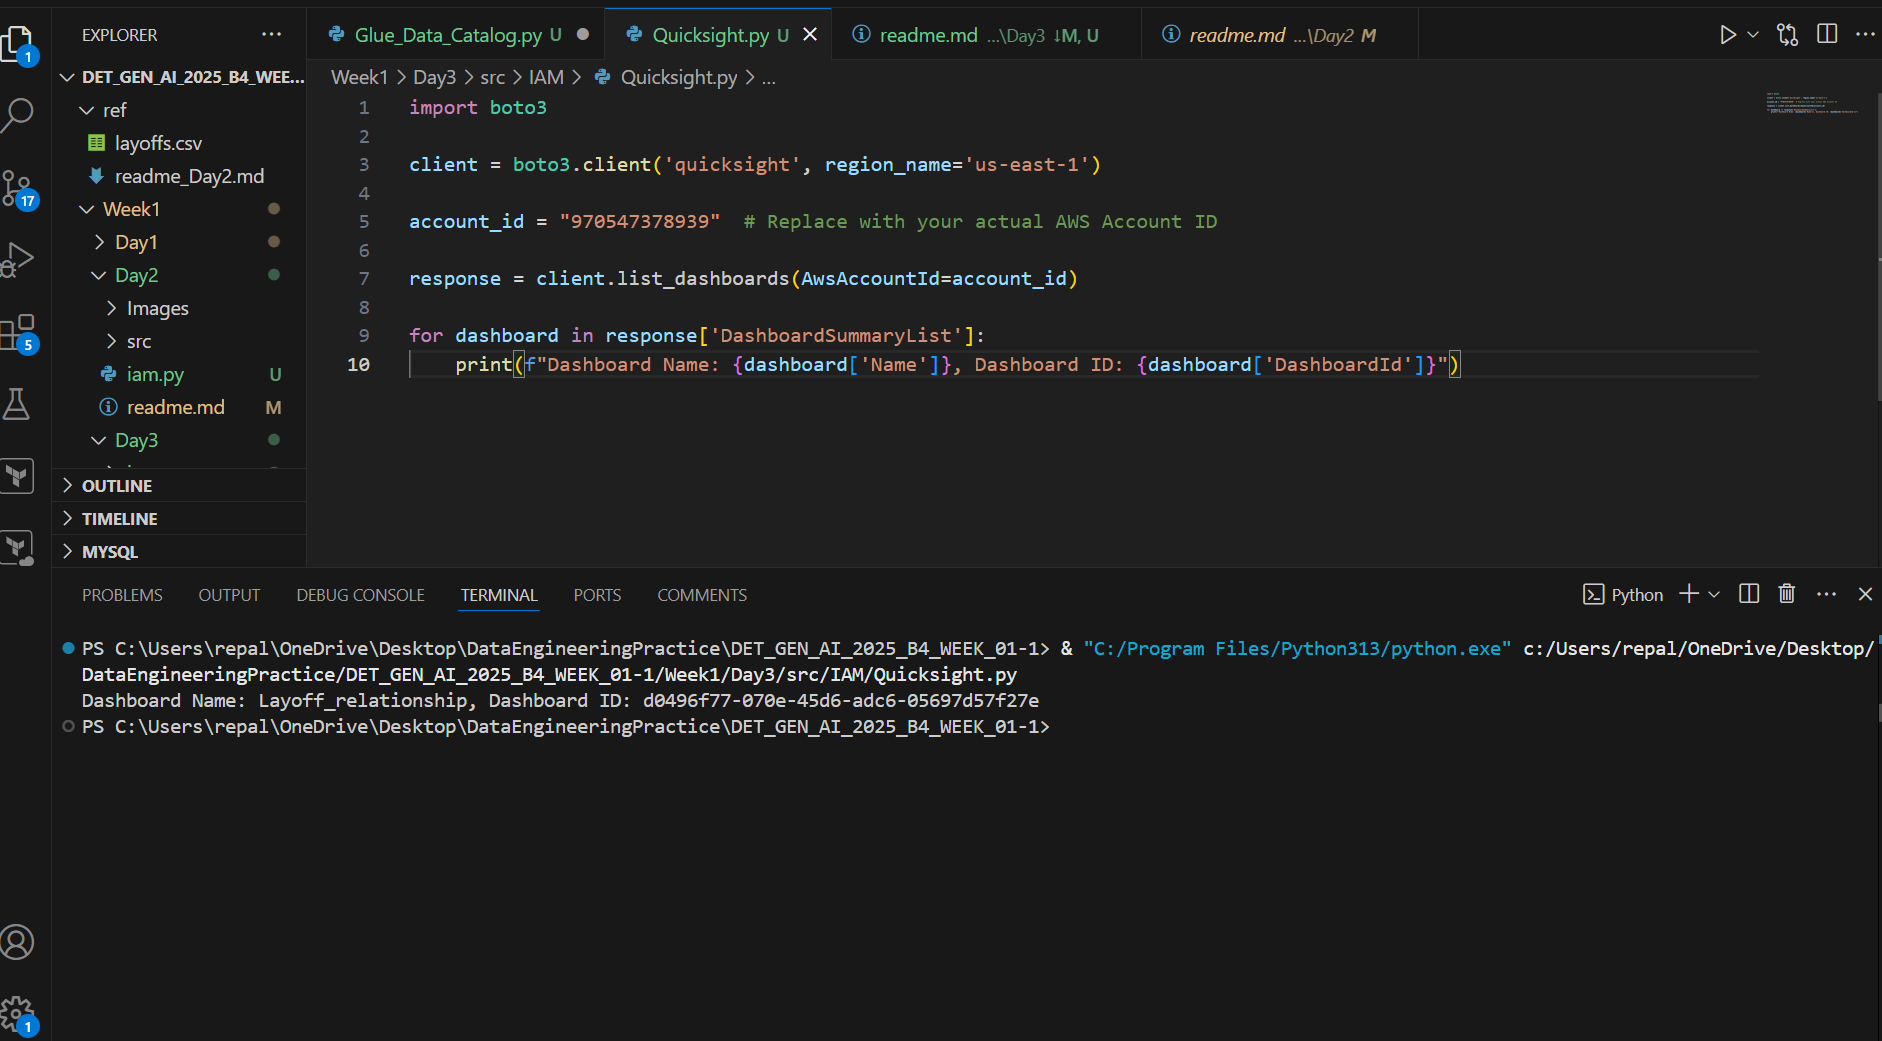 EXPLORER
DET_GEN_AI_2025_B4_WEE...
ref
layoffs.csv
readme_Day2.md
Week1
Day1
Day2
Images
src
iam.py U
readme.md M
Day3
OUTLINE
TIMELINE
MYSQL
1
17
5
1
Glue_Data_Catalog.py U
Quicksight.py U
readme.md ...\Day3 ↓M, U
readme.md ...\Day2 M
Week1 > Day3 > src > IAM > Quicksight.py > ...
1 import boto3
2
3 client = boto3.client('quicksight', region_name='us-east-1')
4
5 account_id = "970547378939"  # Replace with your actual AWS Account ID
6
7 response = client.list_dashboards(AwsAccountId=account_id)
8
9 for dashboard in response['DashboardSummaryList']:
10     print(f"Dashboard Name: {dashboard['Name']}, Dashboard ID: {dashboard['DashboardId']}")
PROBLEMS OUTPUT DEBUG CONSOLE TERMINAL PORTS COMMENTS
Python
PS C:\Users\repal\OneDrive\Desktop\DataEngineeringPractice\DET_GEN_AI_2025_B4_WEEK_01-1> & "C:/Program Files/Python313/python.exe" c:/Users/repal/OneDrive/Desktop/
DataEngineeringPractice/DET_GEN_AI_2025_B4_WEEK_01-1/Week1/Day3/src/IAM/Quicksight.py
Dashboard Name: Layoff_relationship, Dashboard ID: d0496f77-070e-45d6-adc6-05697d57f27e
PS C:\Users\repal\OneDrive\Desktop\DataEngineeringPractice\DET_GEN_AI_2025_B4_WEEK_01-1>